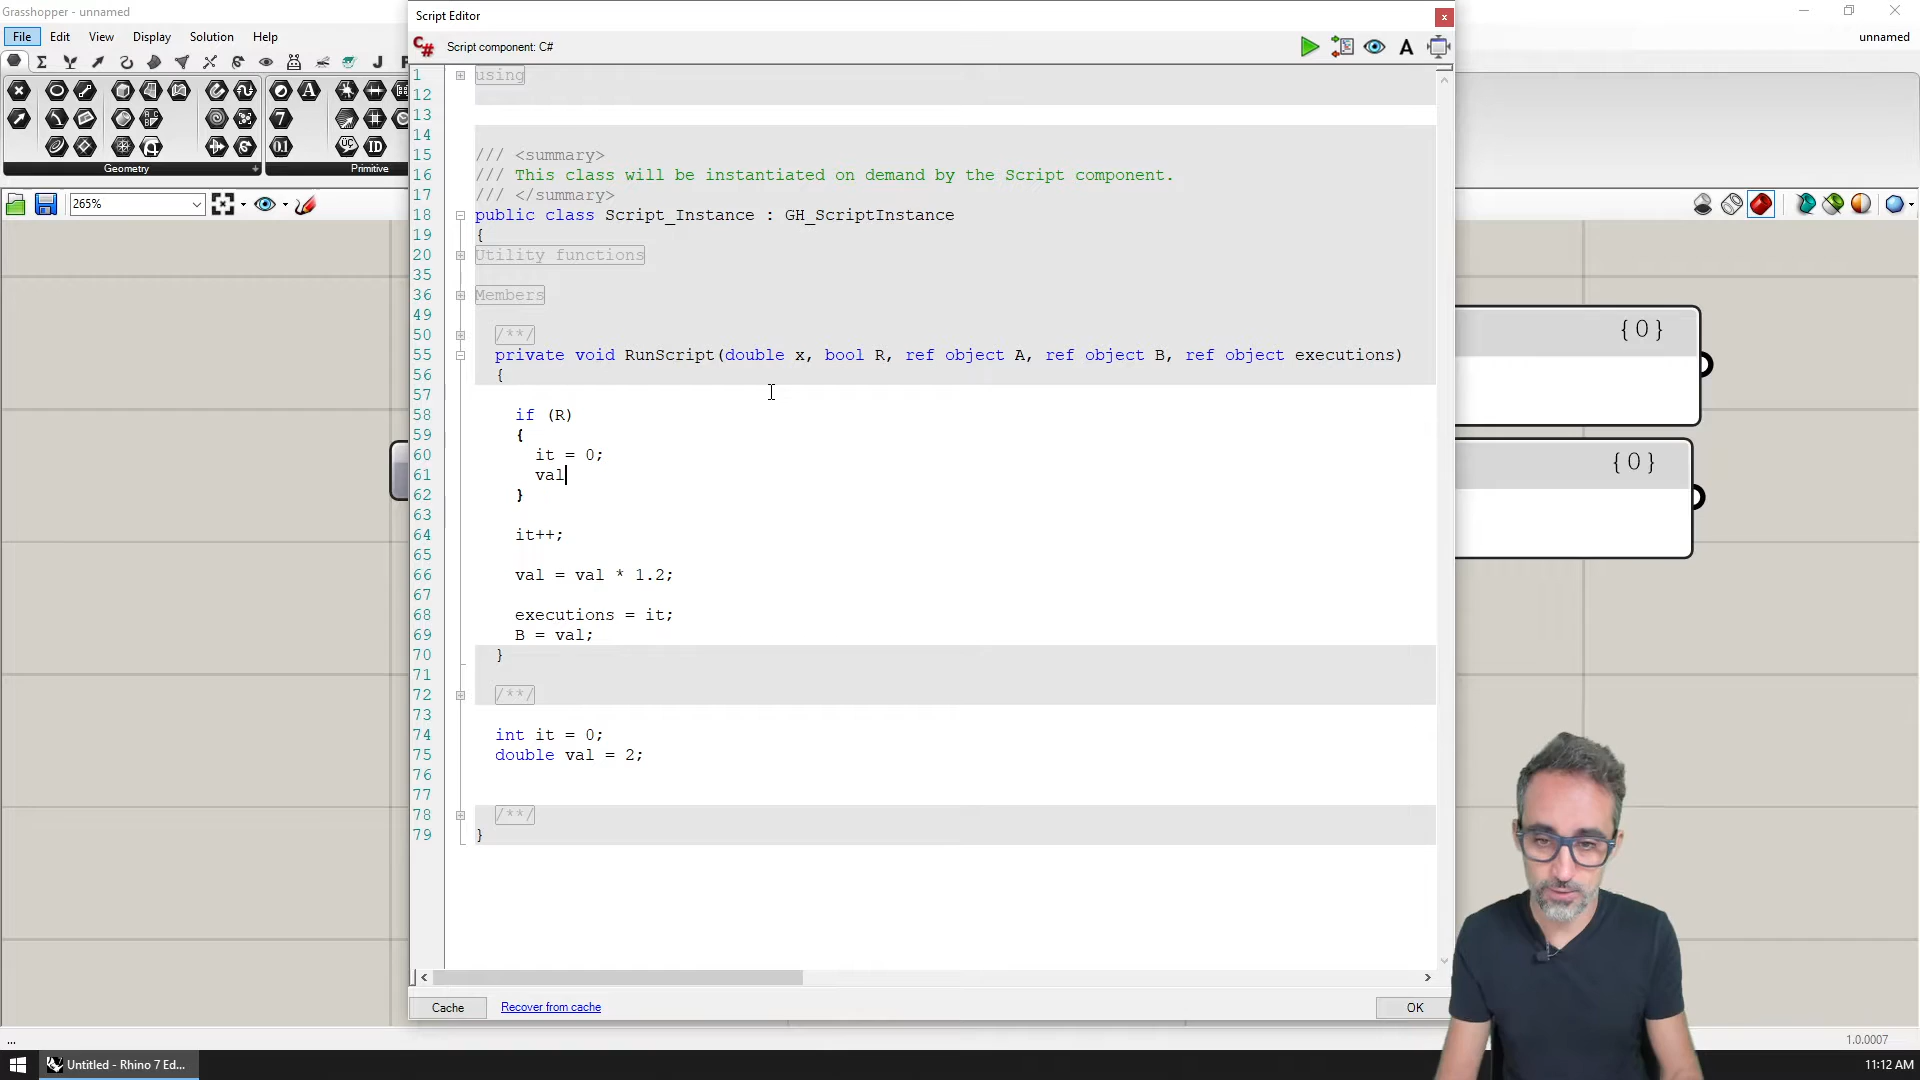 Grasshopper - unnamed
File Edit View Display Solution Help
unnamed
Geometry
Primitive
265%
Script Editor
Script component: C#
1 using
12
13
14
15 /// <summary>
16 /// This class will be instantiated on demand by the Script component.
17 /// </summary>
18 public class Script_Instance : GH_ScriptInstance
19 {
20 Utility functions
35
36 Members
49
50 /**/
55 private void RunScript(double x, bool R, ref object A, ref object B, ref object executions)
56 {
57
58 if (R)
59 {
60 it = 0;
61 val
62 }
63
64 it++;
65
66 val = val * 1.2;
67
68 executions = it;
69 B = val;
70 }
71
72 /**/
73
74 int it = 0;
75 double val = 2;
76
77
78 /**/
79 }
Cache Recover from cache OK
{ 0 }
{ 0 }
...
1.0.0007
Untitled - Rhino 7 Ed...
11:12 AM